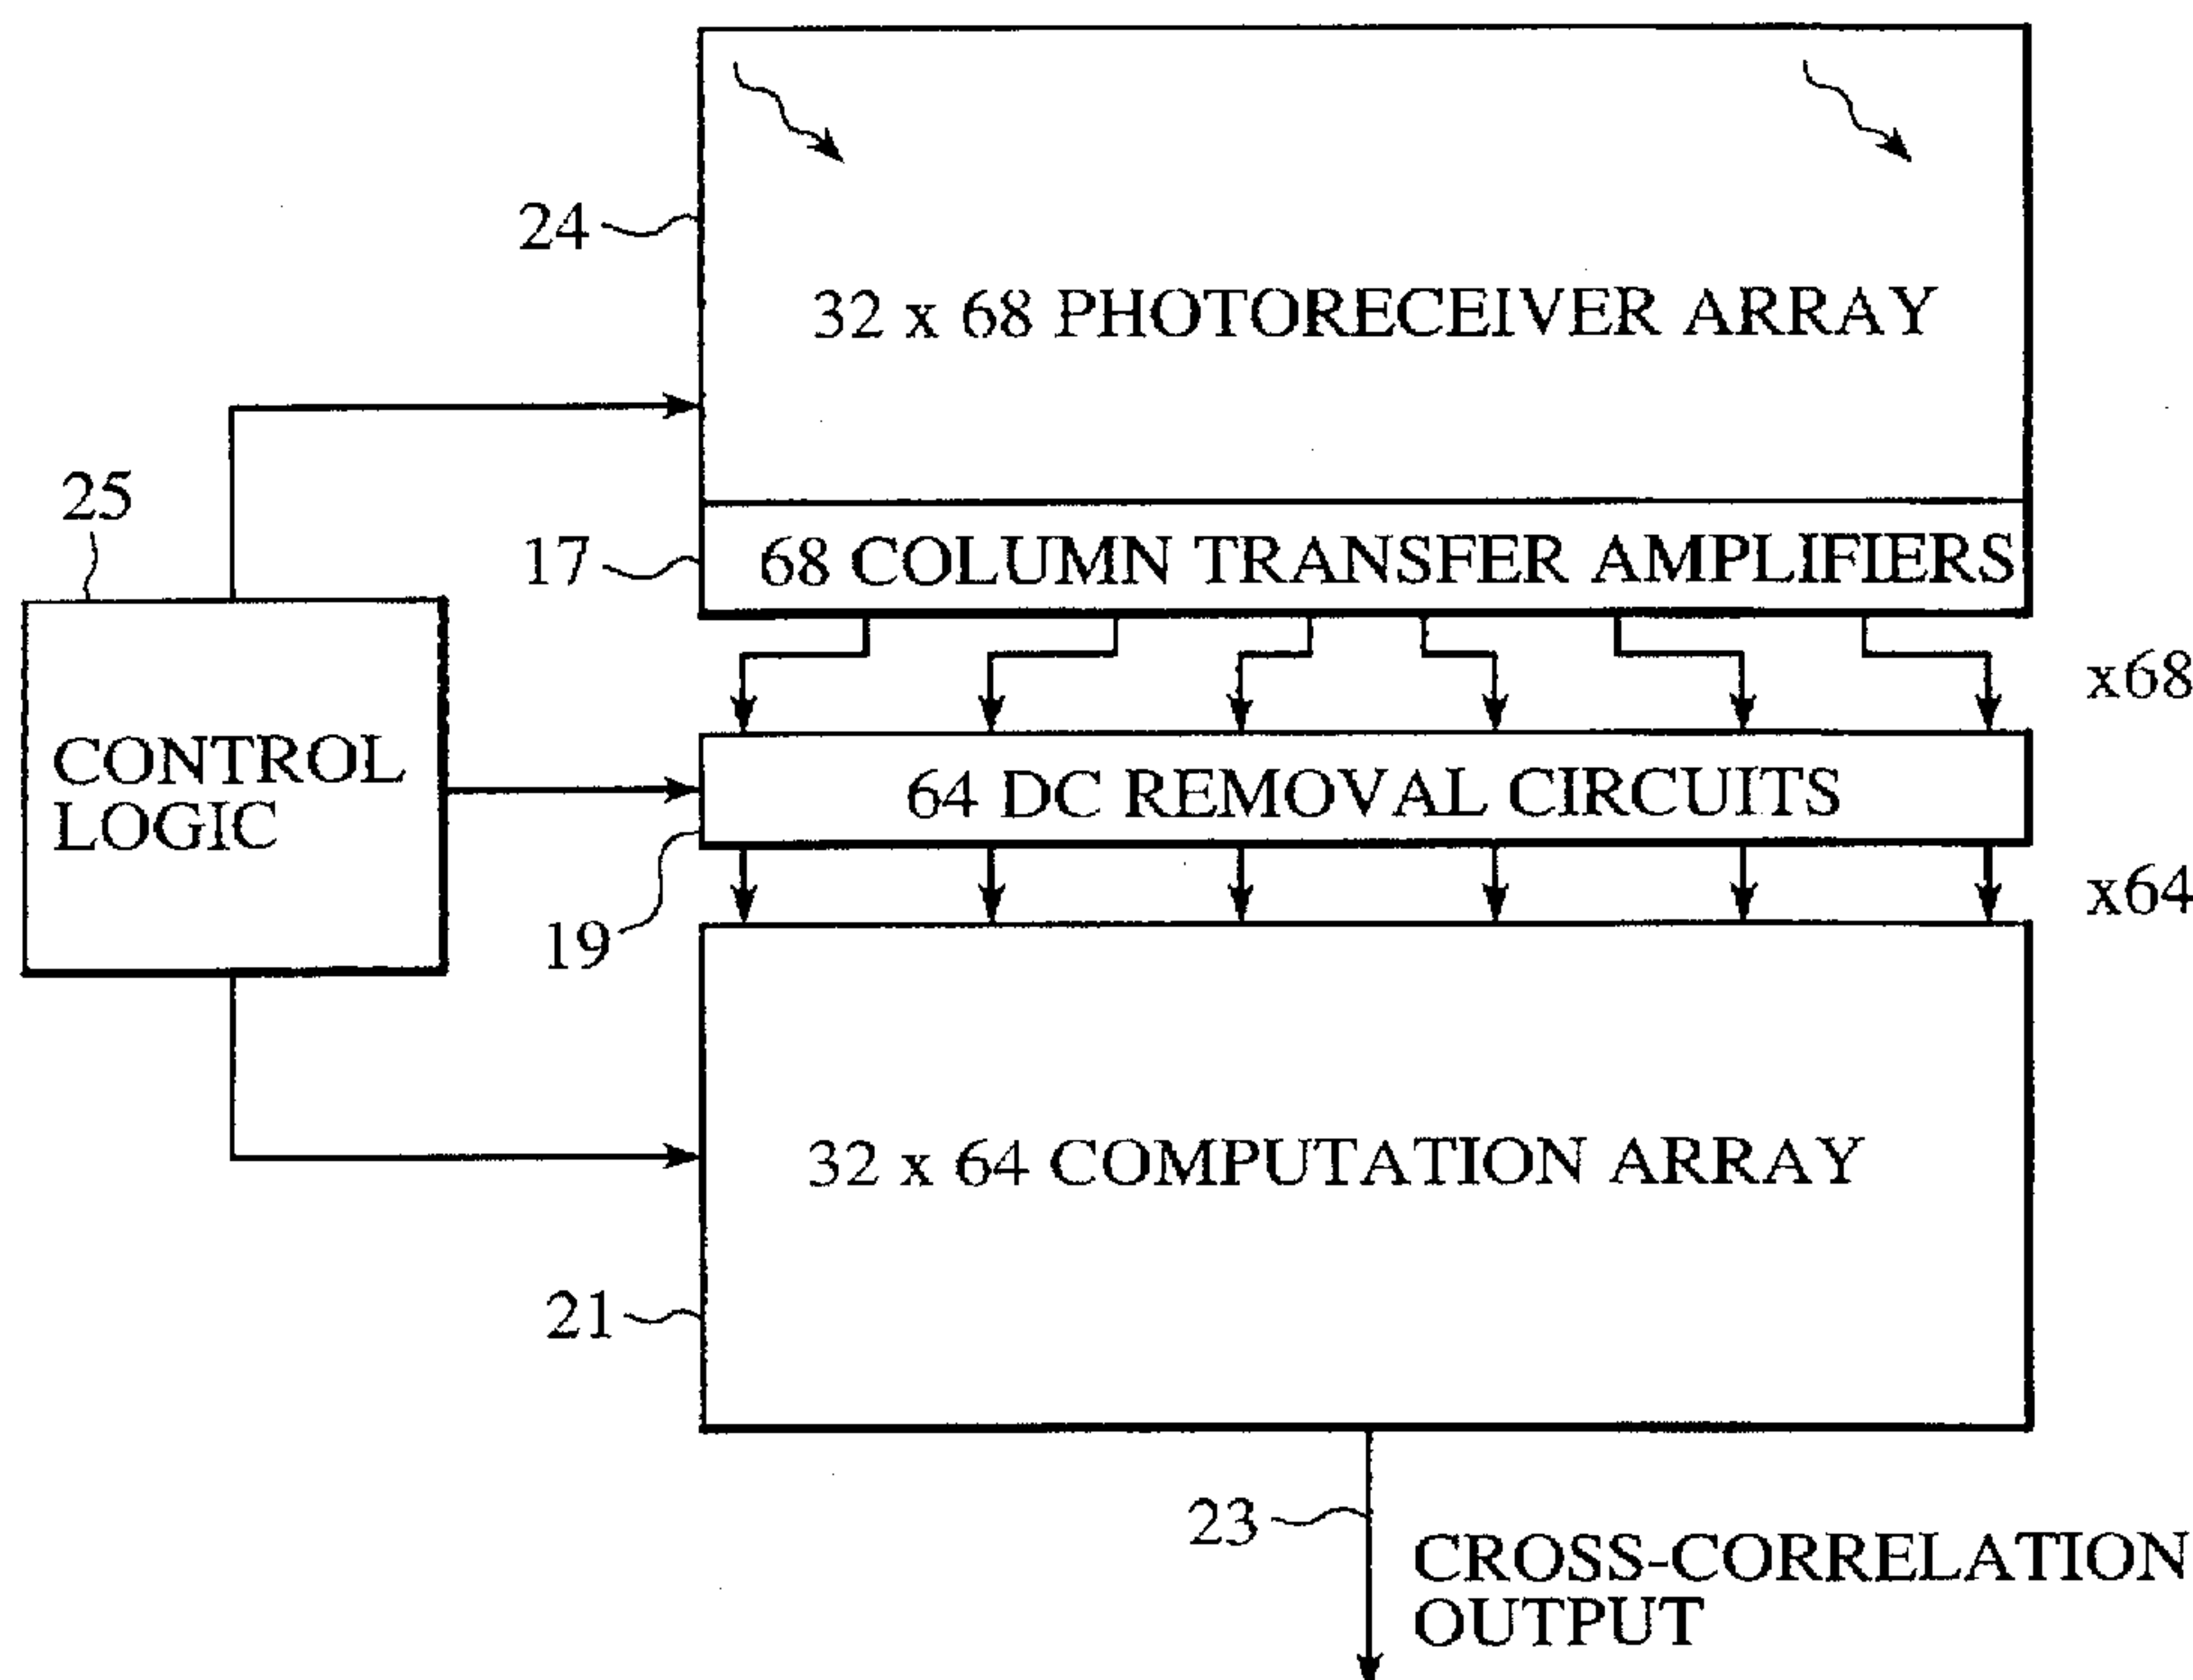 24
32 x 68 PHOTORECEIVER ARRAY
25
17
68 COLUMN TRANSFER AMPLIFIERS
x68
CONTROL
LOGIC
64 DC REMOVAL CIRCUITS
19
x64
32 x 64 COMPUTATION ARRAY
21
23
CROSS-CORRELATION
OUTPUT